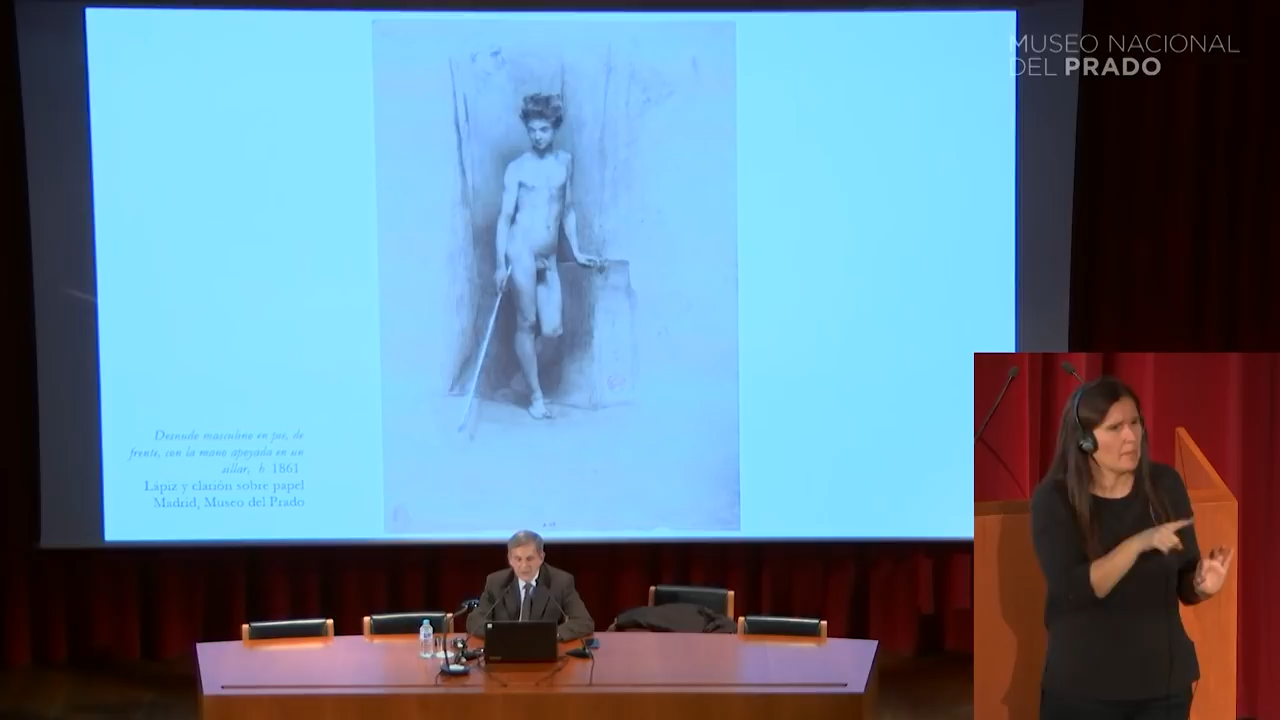 MUSEO NACIONAL
DEL PRADO
Desnudo masculino en pie, de
frente, con la mano apoyada en un
sillar, h 1861
Lápiz y clarión sobre papel
Madrid, Museo del Prado